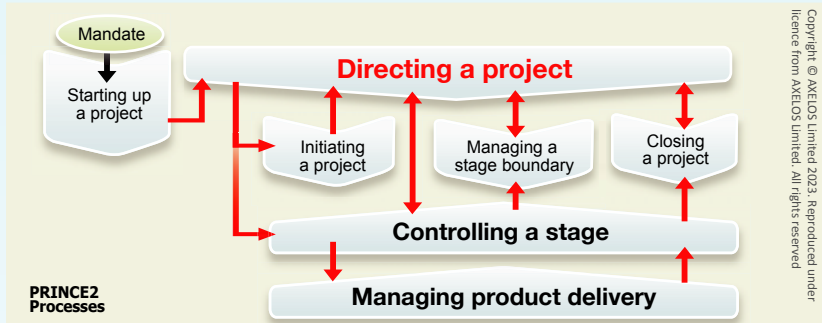 Mandate
Starting up
a project
Directing a project
Initiating
a project
Managing a
stage boundary
Closing
a project
Controlling a stage
Managing product delivery
PRINCE2
Processes
Copyright © AXELOS Limited 2023. Reproduced under
licence from AXELOS Limited. All rights reserved